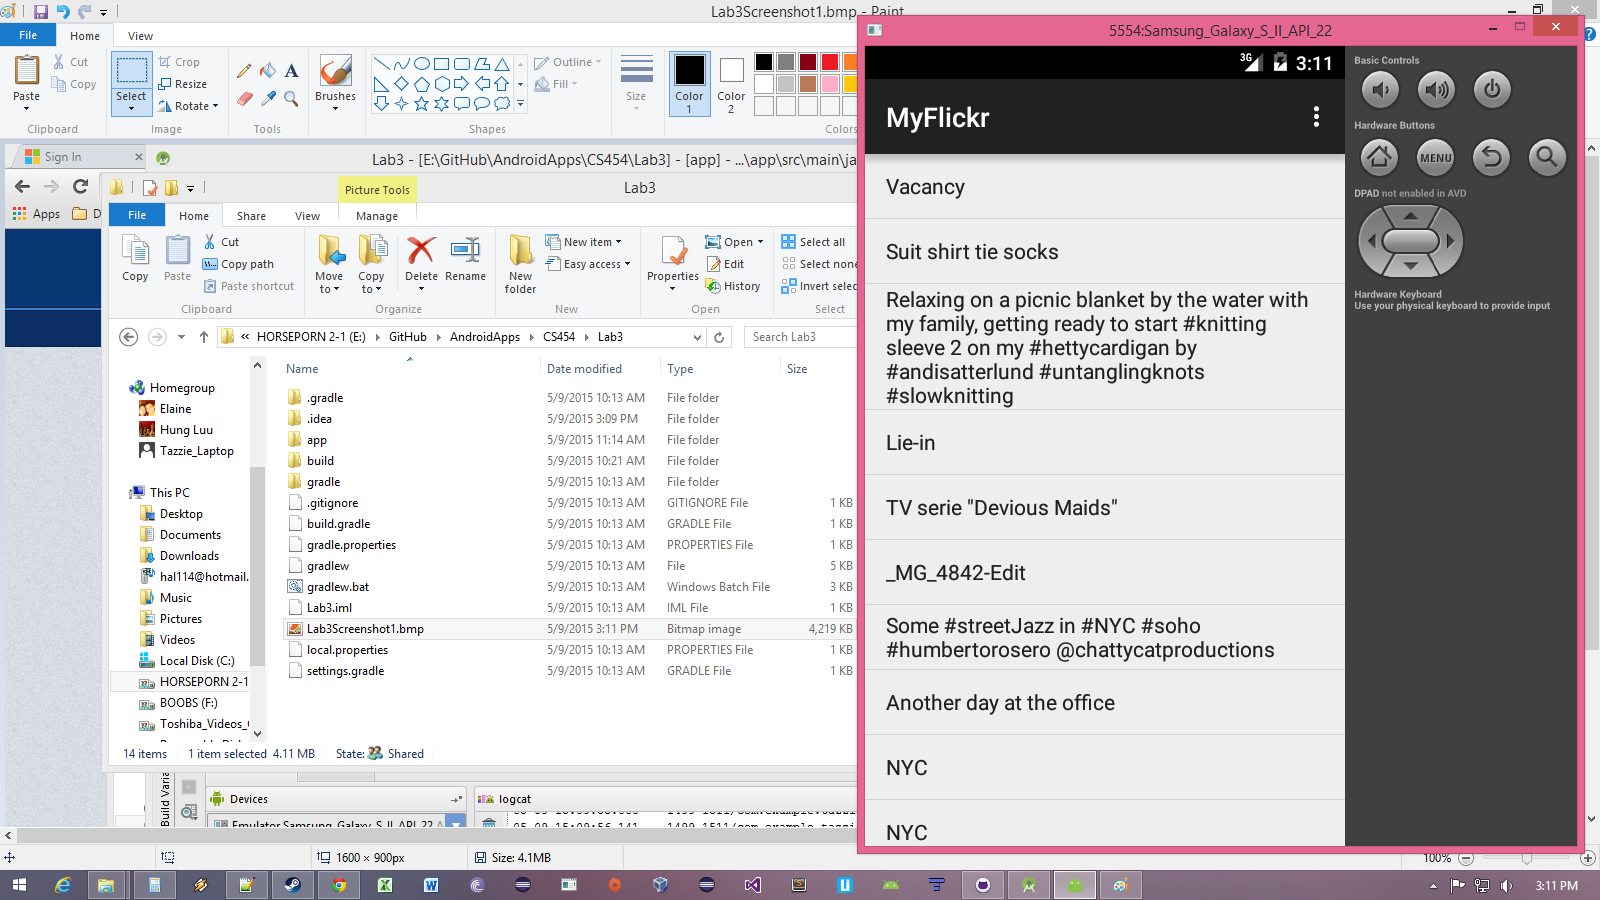 Lab3Screenshot1.bmp - Paint
File
Home
View
Paste
Cut
Copy
Clipboard
Select
Crop
Resize
Rotate
Image
Tools
Brushes
Shapes
Outline
Fill
Size
Color 1
Color 2
Colors
Sign In
Lab3 - [E:\GitHub\AndroidApps\CS454\Lab3] - [app] - ...\app\src\main\ja
Apps
D
Picture Tools
Lab3
File
Home
Share
View
Manage
Copy
Paste
Cut
Copy path
Paste shortcut
Clipboard
Move to
Copy to
Delete
Rename
Organize
New folder
New item
Easy access
New
Properties
Open
Edit
History
Open
Select all
Select none
Invert selec
Select
« HORSEPORN 2-1 (E:)
GitHub
AndroidApps
CS454
Lab3
Search Lab3
Homegroup
Elaine
Hung Luu
Tazzie_Laptop
This PC
Desktop
Documents
Downloads
hal114@hotmail.
Music
Pictures
Videos
Local Disk (C:)
HORSEPORN 2-1
BOOBS (F:)
Toshiba_Videos_
Name Date modified Type Size
.gradle 5/9/2015 10:13 AM File folder
.idea 5/9/2015 3:09 PM File folder
app 5/9/2015 11:14 AM File folder
build 5/9/2015 10:21 AM File folder
gradle 5/9/2015 10:13 AM File folder
.gitignore 5/9/2015 10:13 AM GITIGNORE File 1 KB
build.gradle 5/9/2015 10:13 AM GRADLE File 1 KB
gradle.properties 5/9/2015 10:13 AM PROPERTIES File 1 KB
gradlew 5/9/2015 10:13 AM File 5 KB
gradlew.bat 5/9/2015 10:13 AM Windows Batch File 3 KB
Lab3.iml 5/9/2015 10:13 AM IML File 1 KB
Lab3Screenshot1.bmp 5/9/2015 3:11 PM Bitmap image 4,219 KB
local.properties 5/9/2015 10:13 AM PROPERTIES File 1 KB
settings.gradle 5/9/2015 10:13 AM GRADLE File 1 KB
14 items 1 item selected 4.11 MB State: Shared
Build Varia
Devices
logcat
Emulator Samsung_Galaxy_S_II_API_22 A
1600 × 900px
Size: 4.1MB
100%
5554:Samsung_Galaxy_S_II_API_22
3G
3:11
MyFlickr
Vacancy
Suit shirt tie socks
Relaxing on a picnic blanket by the water with
my family, getting ready to start #knitting
sleeve 2 on my #hettycardigan by
#andisatterlund #untanglingknots
#slowknitting
Lie-in
TV serie "Devious Maids"
_MG_4842-Edit
Some #streetJazz in #NYC #soho
#humbertorosero @chattycatproductions
Another day at the office
NYC
NYC
Basic Controls
Hardware Buttons
MENU
DPAD not enabled in AVD
Hardware Keyboard
Use your physical keyboard to provide input
3:11 PM